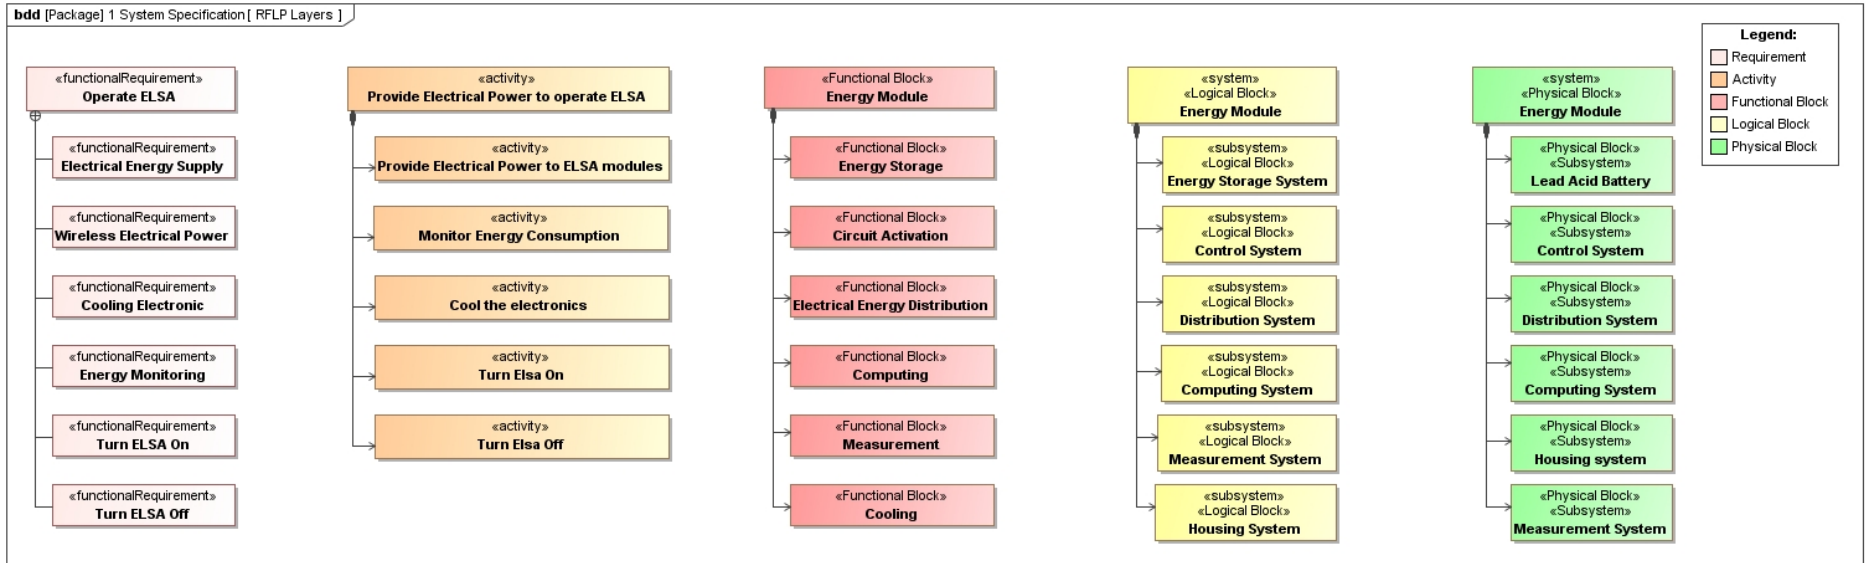 bdd [Package] 1 System Specification [ RFLP Layers ]
«functionalRequirement»
Operate ELSA
«functionalRequirement»
Electrical Energy Supply
«functionalRequirement»
Wireless Electrical Power
«functionalRequirement»
Cooling Electronic
«functionalRequirement»
Energy Monitoring
«functionalRequirement»
Turn ELSA On
«functionalRequirement»
Turn ELSA Off
«activity»
Provide Electrical Power to operate ELSA
«activity»
Provide Electrical Power to ELSA modules
«activity»
Monitor Energy Consumption
«activity»
Cool the electronics
«activity»
Turn Elsa On
«activity»
Turn Elsa Off
«Functional Block»
Energy Module
«Functional Block»
Energy Storage
«Functional Block»
Circuit Activation
«Functional Block»
Electrical Energy Distribution
«Functional Block»
Computing
«Functional Block»
Measurement
«Functional Block»
Cooling
«system»
«Logical Block»
Energy Module
«subsystem»
«Logical Block»
Energy Storage System
«subsystem»
«Logical Block»
Control System
«subsystem»
«Logical Block»
Distribution System
«subsystem»
«Logical Block»
Computing System
«subsystem»
«Logical Block»
Measurement System
«subsystem»
«Logical Block»
Housing System
«system»
«Physical Block»
Energy Module
«Physical Block»
«Subsystem»
Lead Acid Battery
«Physical Block»
«Subsystem»
Control System
«Physical Block»
«Subsystem»
Distribution System
«Physical Block»
«Subsystem»
Computing System
«Physical Block»
«Subsystem»
Housing system
«Physical Block»
«Subsystem»
Measurement System
Legend:
Requirement
Activity
Functional Block
Logical Block
Physical Block